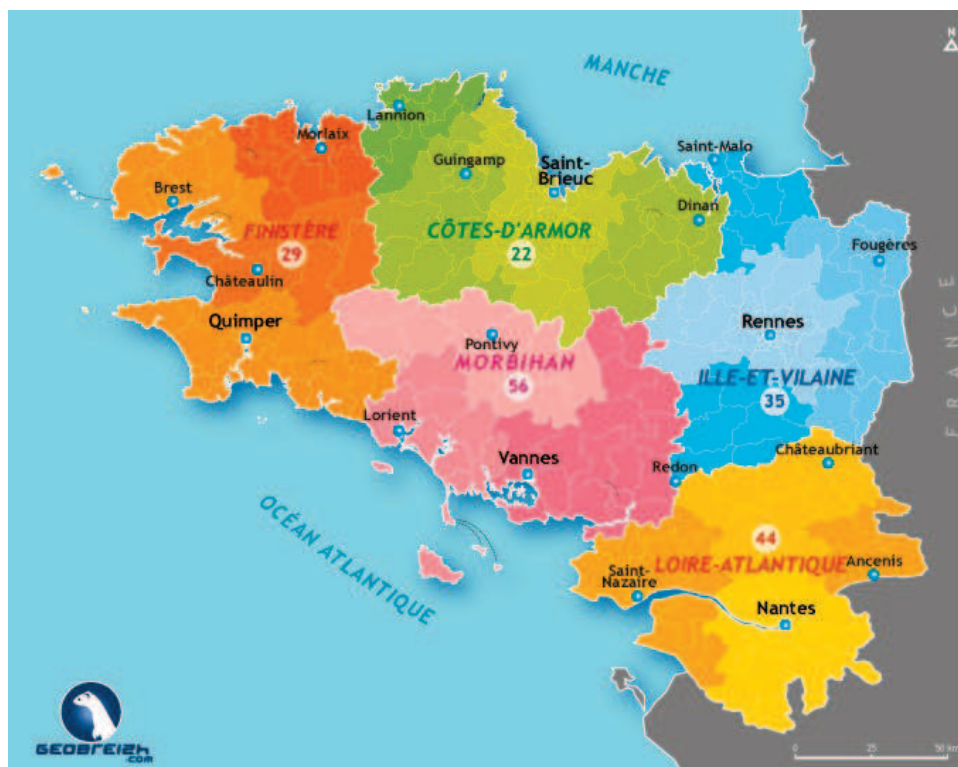 N
MANCHE
Lannion
Morlaix
Guingamp
Saint-
Brieuc
Saint-Malo
Brest
Dinan
FINISTÈRE
29
CÔTES-D'ARMOR
22
Fougères
Châteaulin
Quimper
Pontivy
MORBIHAN
56
Rennes
ILLE-ET-VILAINE
35
FRANCE
Lorient
Vannes
Redon
Châteaubriant
OCÉAN ATLANTIQUE
44
LOIRE-ATLANTIQUE
Saint-
Nazaire
Ancenis
Nantes
GEOBREIZH
.com
0 25 50 km